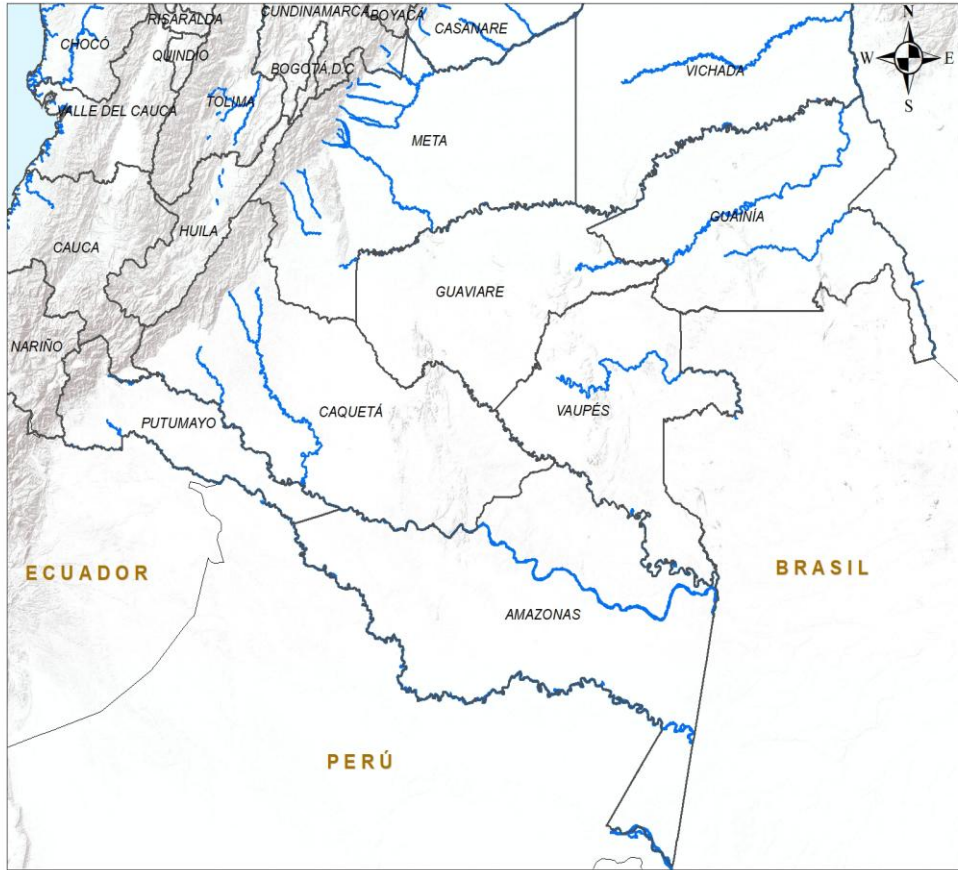 CUNDINAMARCA
BOYACÁ
RISARALDA
CASANARE
N
CHOCÓ
QUINDIO
BOGOTÁ D.C
W
E
VICHADA
S
VALLE DEL CAUCA
TOLIMA
META
GUAINÍA
HUILA
CAUCA
GUAVIARE
NARIÑO
CAQUETÁ
VAUPÉS
PUTUMAYO
ECUADOR
BRASIL
AMAZONAS
PERÚ